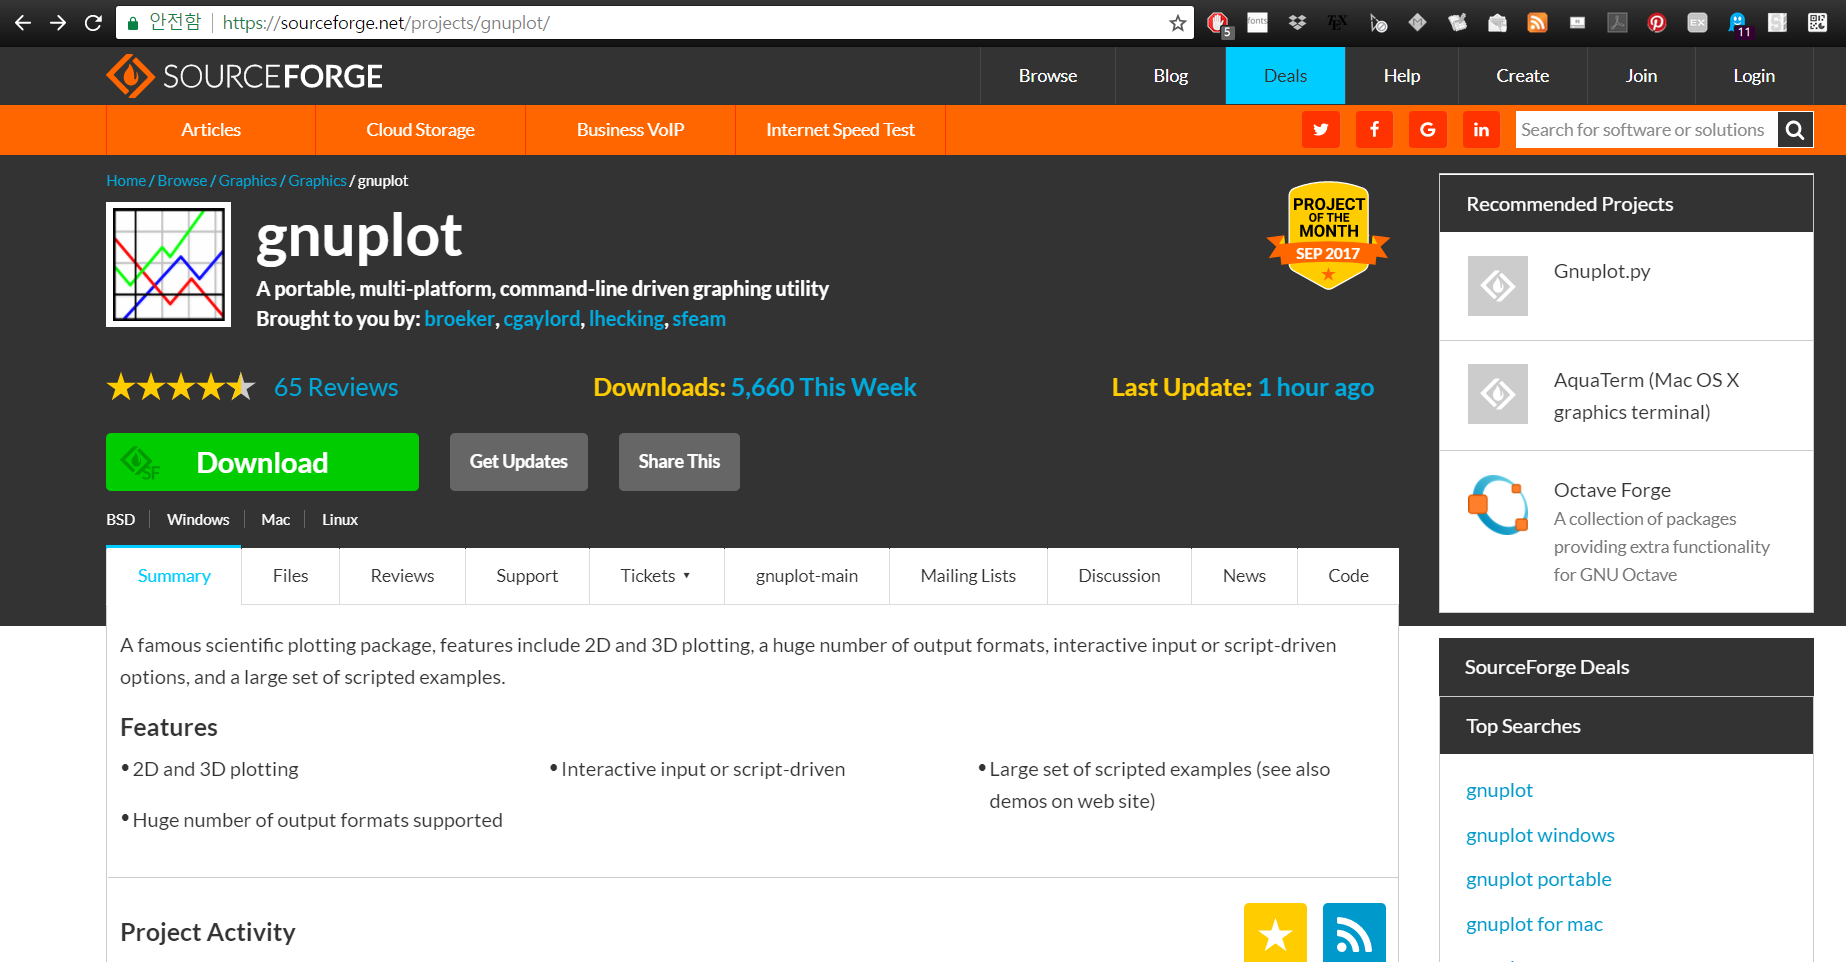 안전함 https://sourceforge.net/projects/gnuplot/
5 fonts TEX EX 11
SOURCEFORGE
Browse Blog Deals Help Create Join Login
Articles Cloud Storage Business VoIP Internet Speed Test
Search for software or solutions
Home / Browse / Graphics / Graphics / gnuplot
gnuplot
A portable, multi-platform, command-line driven graphing utility
Brought to you by: broeker, cgaylord, lhecking, sfeam
PROJECT
OF THE
MONTH
SEP 2017
65 Reviews
Downloads: 5,660 This Week
Last Update: 1 hour ago
SF Download
Get Updates
Share This
BSD Windows Mac Linux
Summary Files Reviews Support Tickets ▾ gnuplot-main Mailing Lists Discussion News Code
A famous scientific plotting package, features include 2D and 3D plotting, a huge number of output formats, interactive input or script-driven
options, and a large set of scripted examples.
Features
• 2D and 3D plotting
• Interactive input or script-driven
• Large set of scripted examples (see also
demos on web site)
• Huge number of output formats supported
Project Activity
Recommended Projects
Gnuplot.py
AquaTerm (Mac OS X
graphics terminal)
Octave Forge
A collection of packages
providing extra functionality
for GNU Octave
SourceForge Deals
Top Searches
gnuplot
gnuplot windows
gnuplot portable
gnuplot for mac